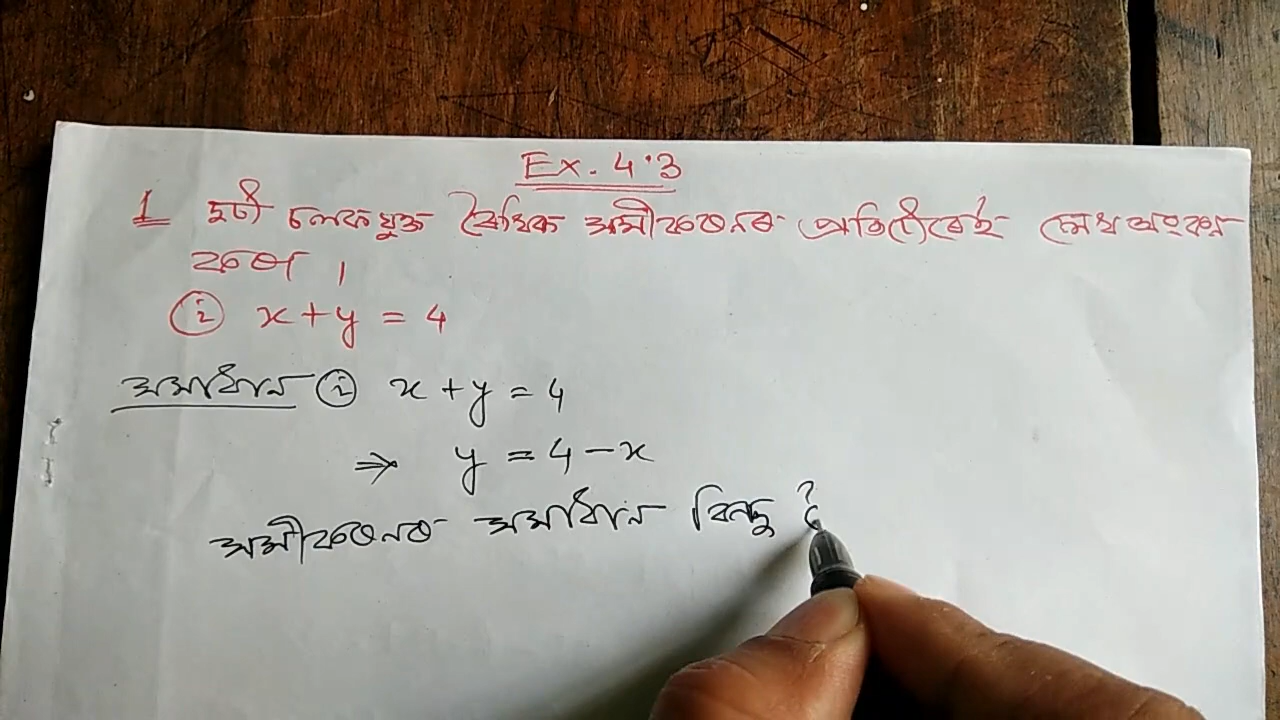 Ex. 4.3
1 দুটা চলকযুক্ত ৰৈখিক সমীকৰণৰ প্ৰতিটোৰেই লেখ অংকন
কৰা ।
(i) x + y = 4
সমাধান (i) x + y = 4
⇒ y = 4 - x
সমীকৰণৰ সমাধান বিন্দু